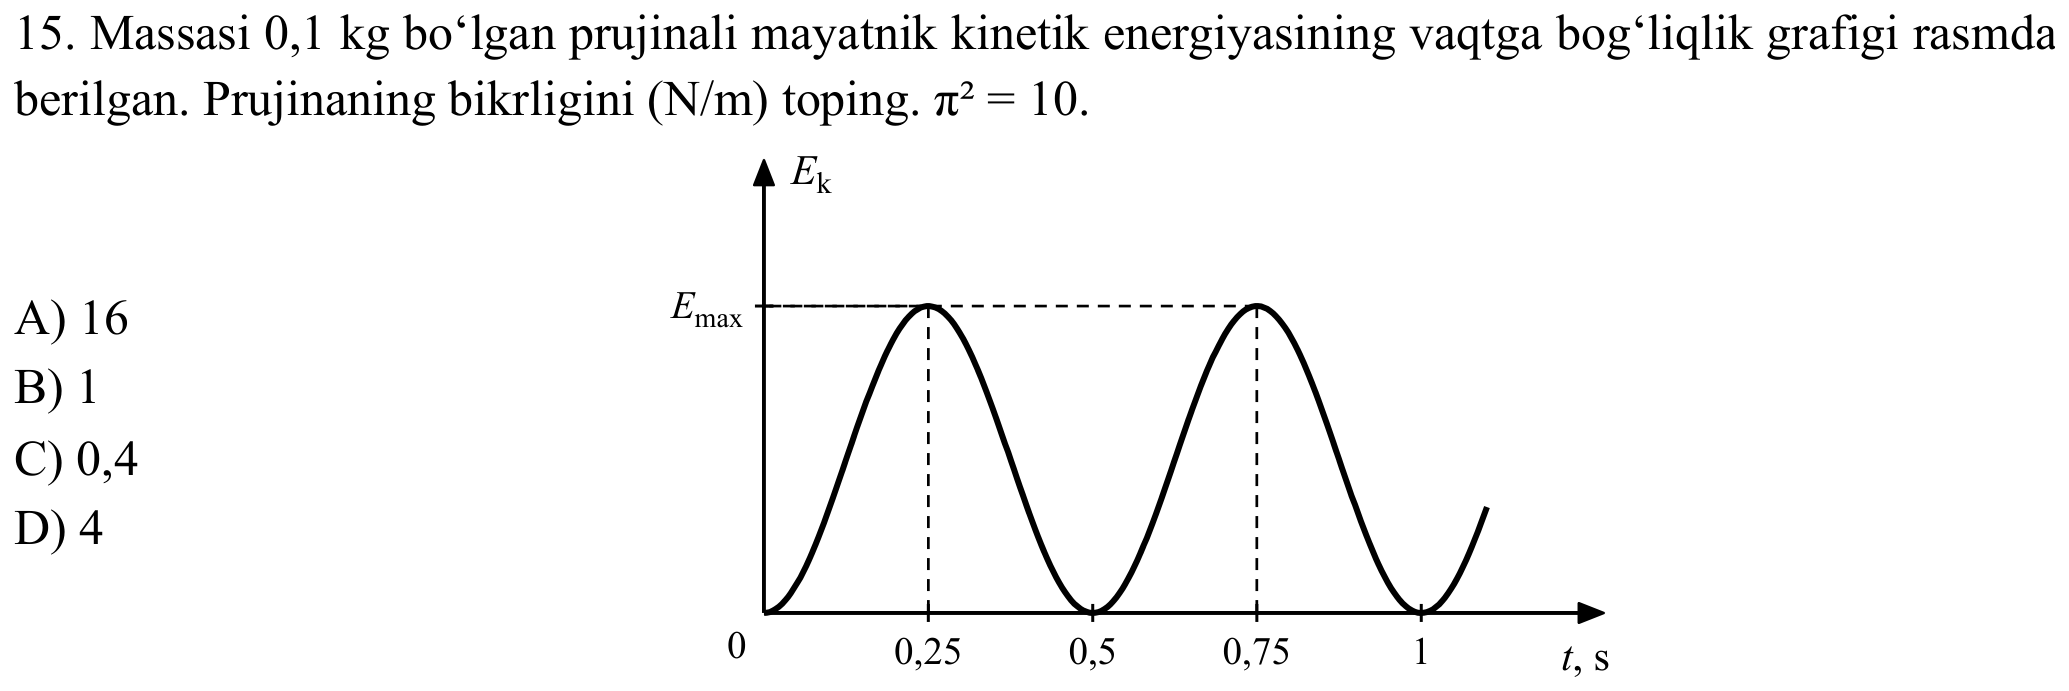 15. Massasi 0,1 kg bo‘lgan prujinali mayatnik kinetik energiyasining vaqtga bog‘liqlik grafigi rasmda
berilgan. Prujinaning bikrligini (N/m) toping. π² = 10.
E_k
E_max
A) 16
B) 1
C) 0,4
D) 4
0 0,25 0,5 0,75 1 t, s